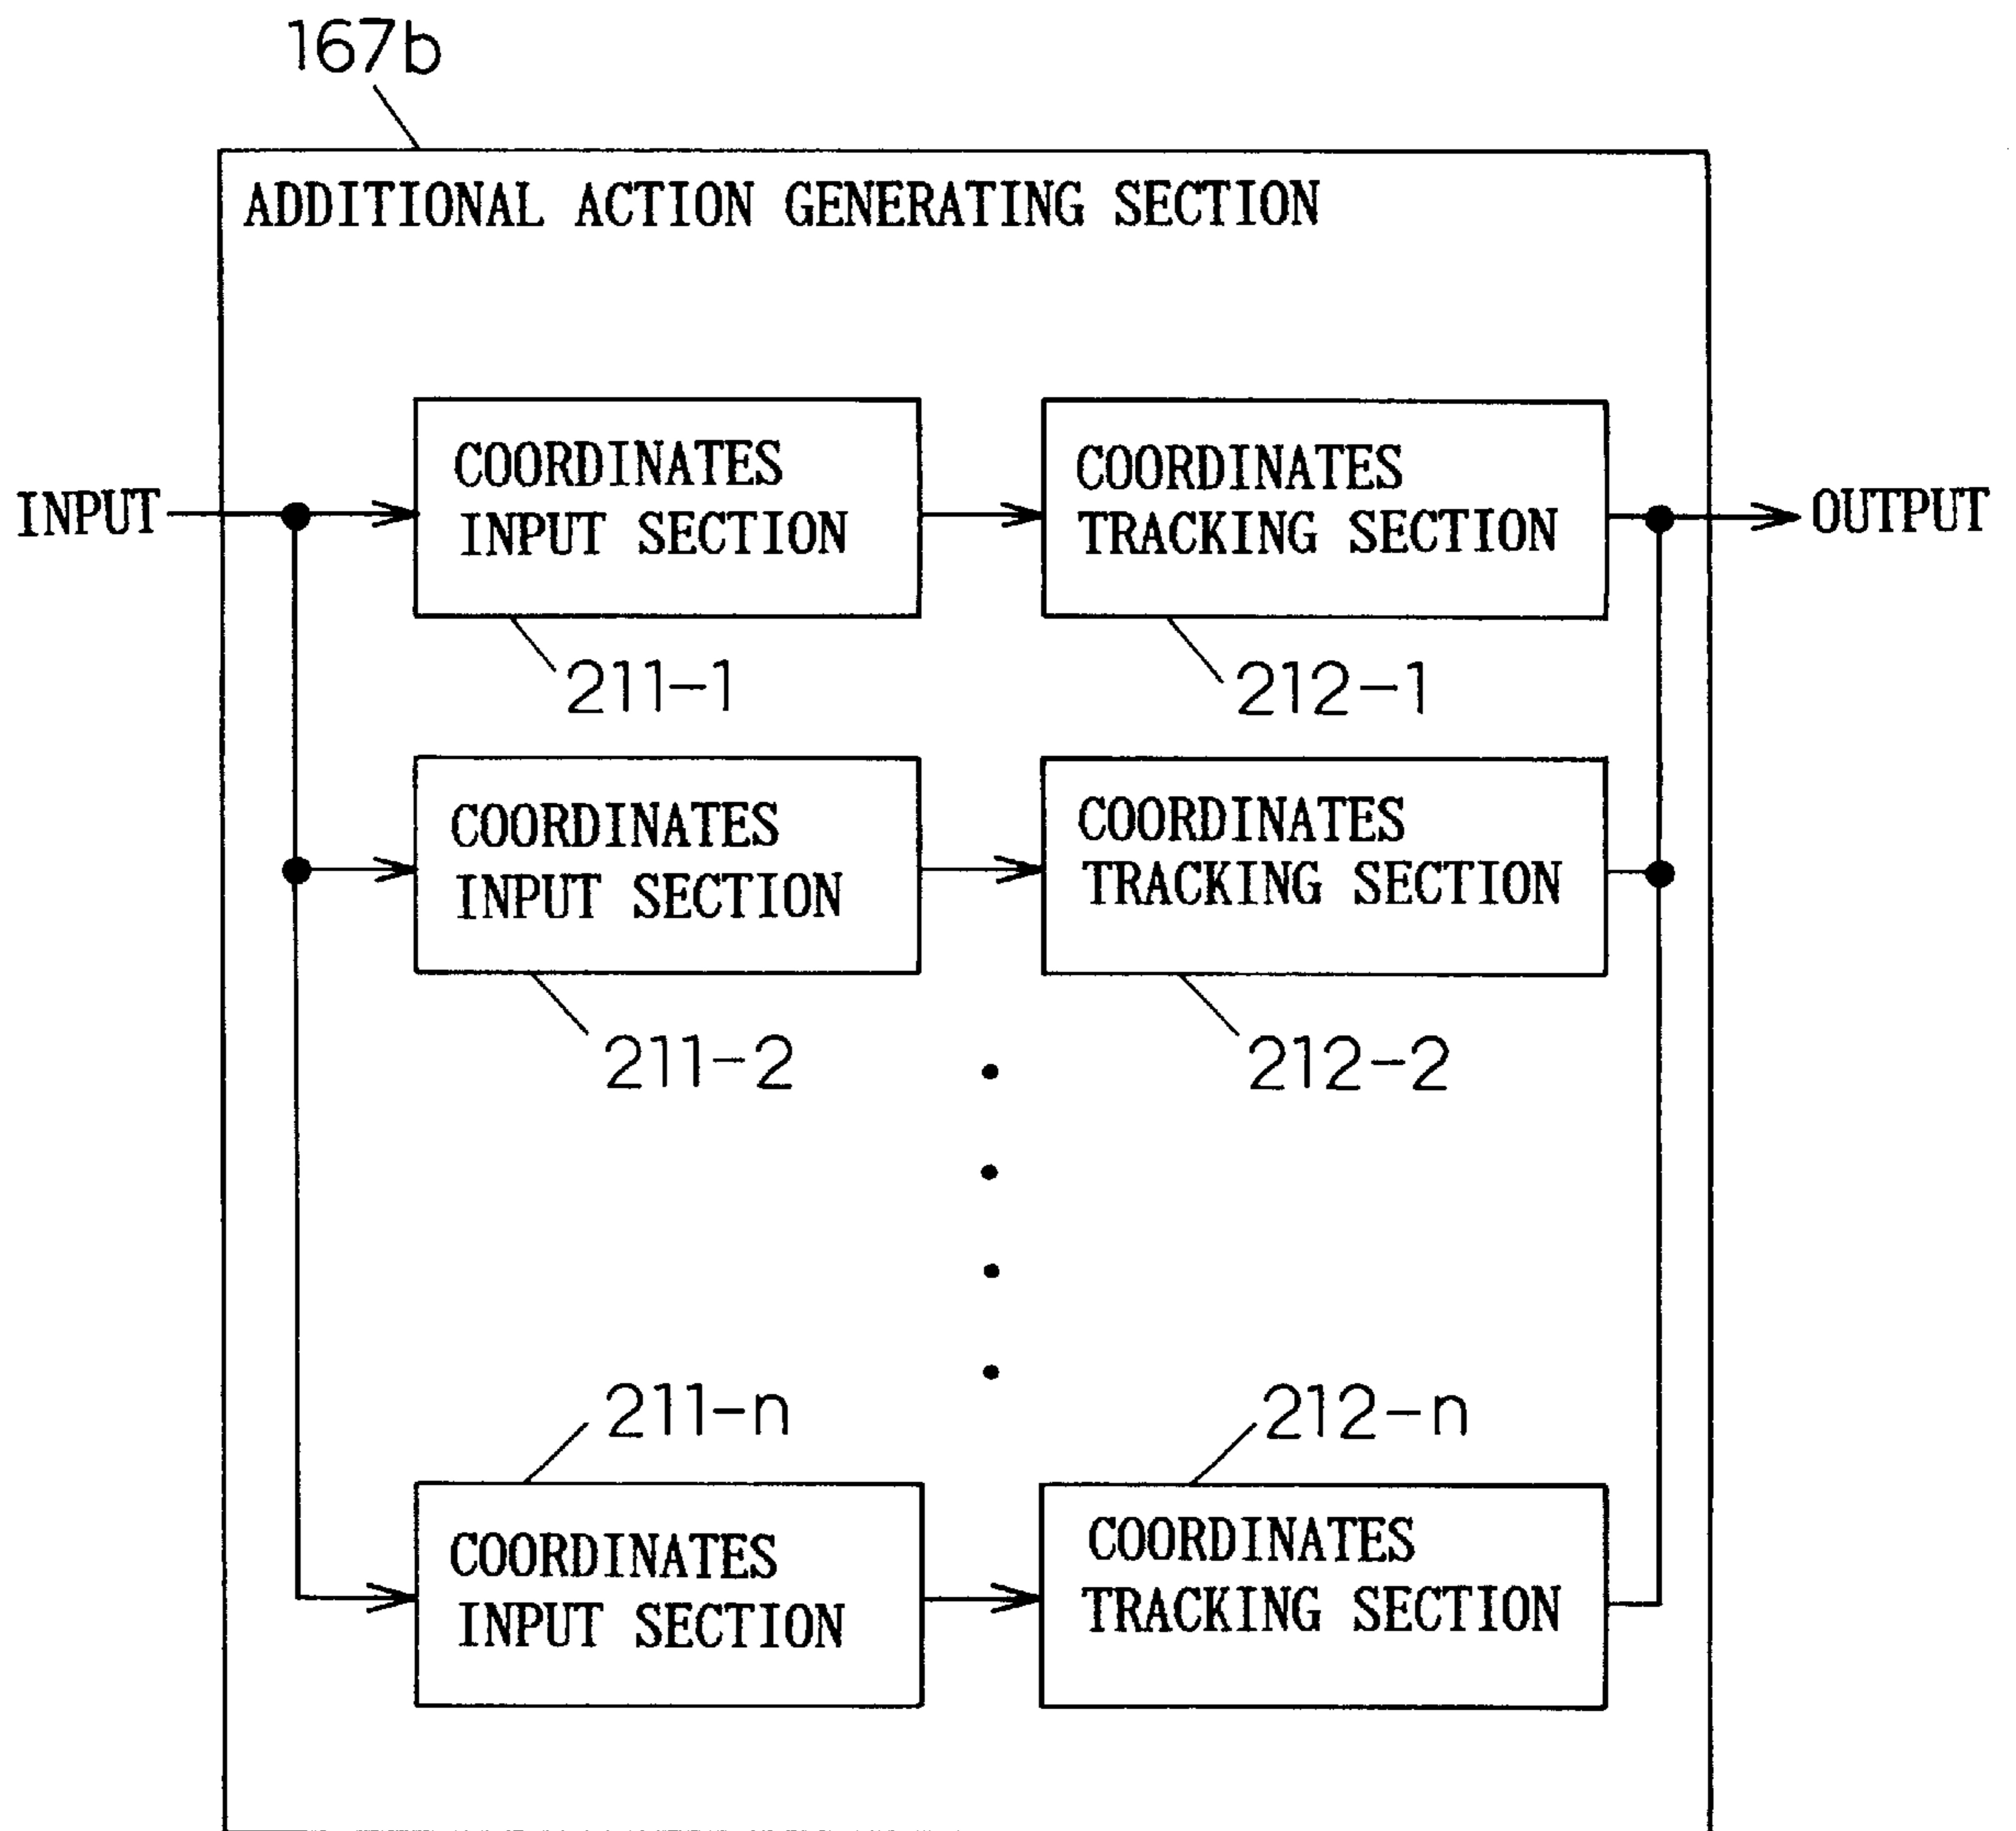 167b
ADDITIONAL ACTION GENERATING SECTION
COORDINATES
INPUT SECTION
COORDINATES
TRACKING SECTION
INPUT
OUTPUT
211-1
212-1
COORDINATES
INPUT SECTION
COORDINATES
TRACKING SECTION
211-2
212-2
211-n
212-n
COORDINATES
INPUT SECTION
COORDINATES
TRACKING SECTION